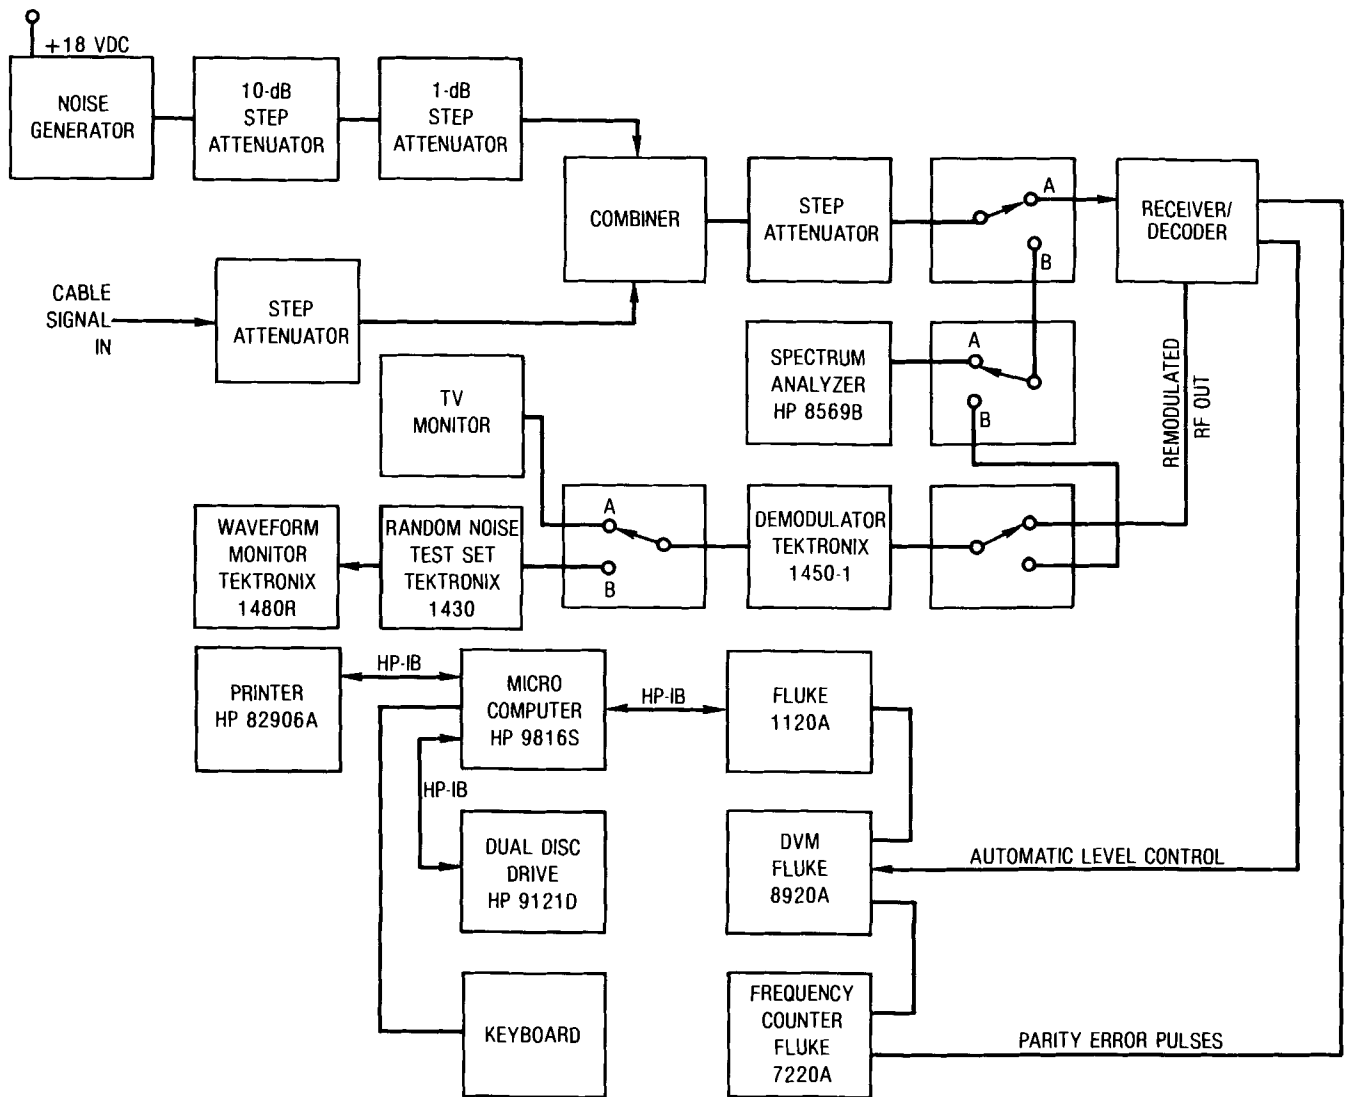 +18 VDC
NOISE
GENERATOR
10-dB
STEP
ATTENUATOR
1-dB
STEP
ATTENUATOR
COMBINER
STEP
ATTENUATOR
A
B
RECEIVER/
DECODER
CABLE
SIGNAL
IN
STEP
ATTENUATOR
TV
MONITOR
SPECTRUM
ANALYZER
HP 8569B
A
B
REMODULATED
RF OUT
WAVEFORM
MONITOR
TEKTRONIX
1480R
RANDOM NOISE
TEST SET
TEKTRONIX
1430
A
B
DEMODULATOR
TEKTRONIX
1450-1
PRINTER
HP 82906A
HP-IB
MICRO
COMPUTER
HP 9816S
HP-IB
FLUKE
1120A
HP-IB
DUAL DISC
DRIVE
HP 9121D
DVM
FLUKE
8920A
AUTOMATIC LEVEL CONTROL
KEYBOARD
FREQUENCY
COUNTER
FLUKE
7220A
PARITY ERROR PULSES